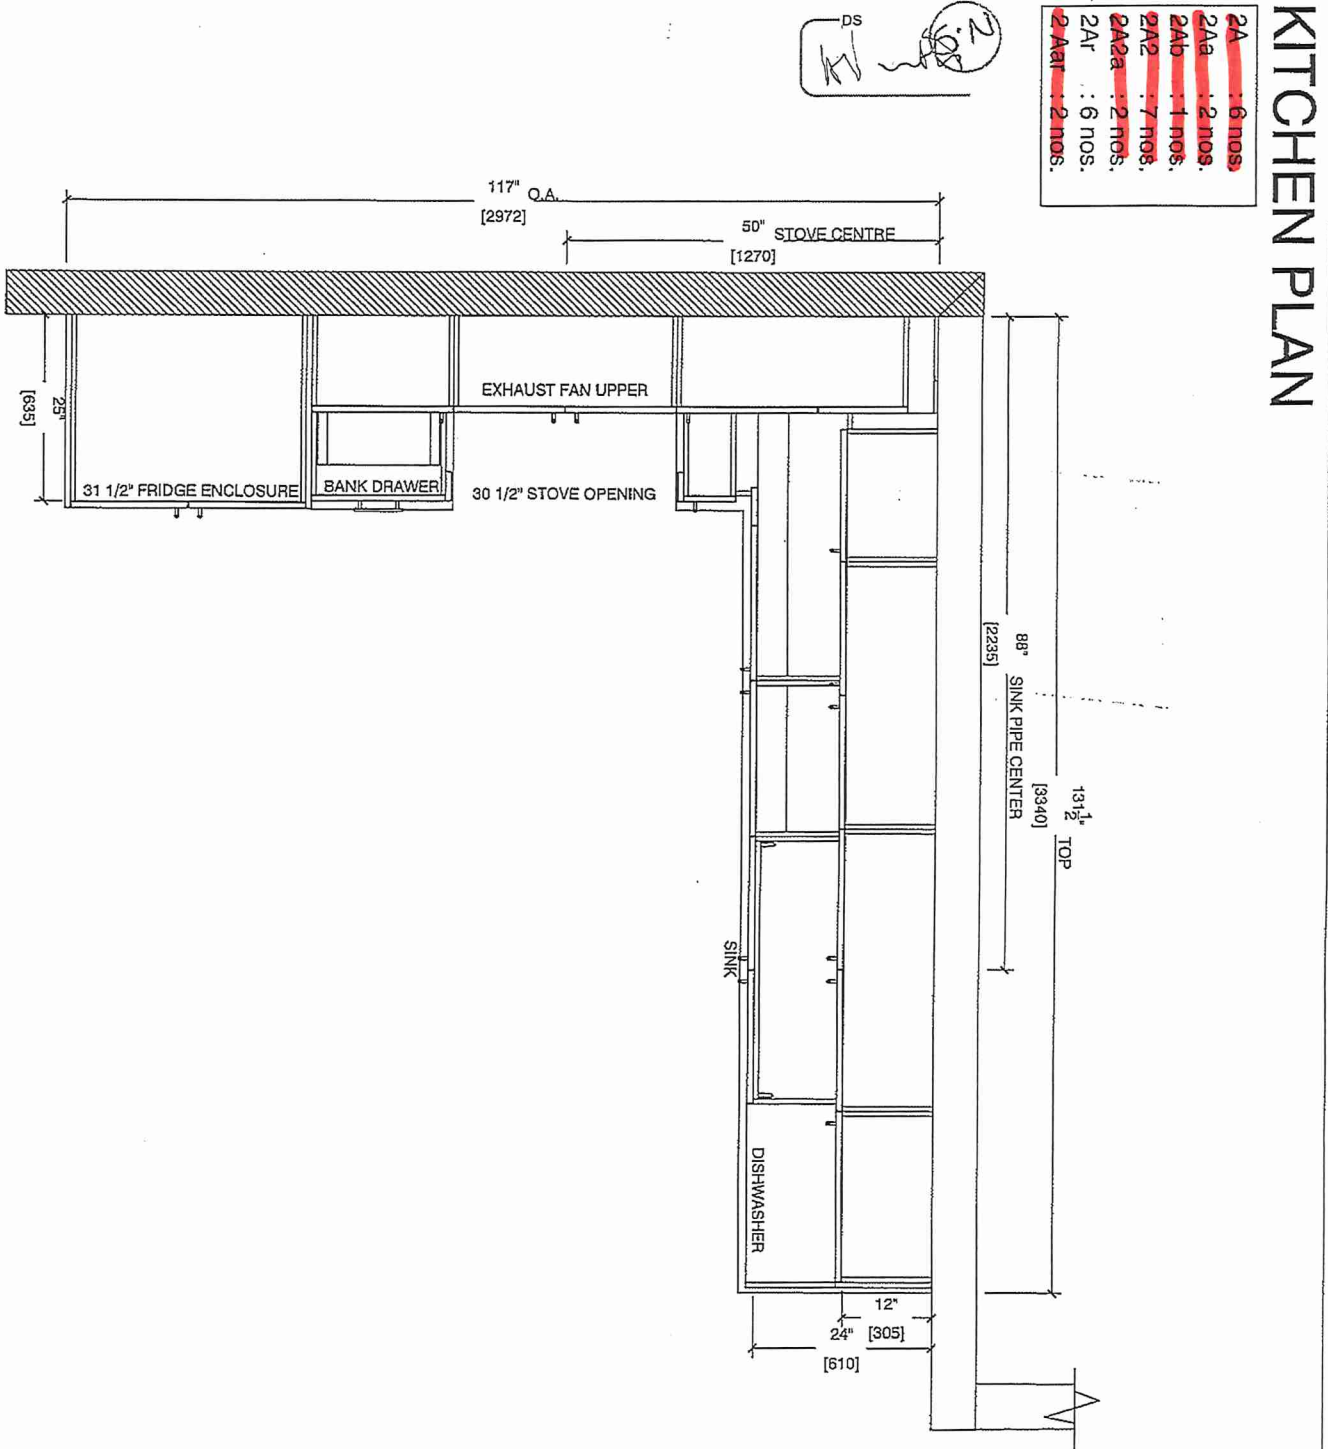 KITCHEN PLAN
2A : 6 nos.
2Aa : 2 nos.
2Ab : 1 nos.
2A2 : 7 nos.
2A2a : 2 nos.
2Ar : 6 nos.
2 Aar : 2 nos.
DS
117" O.A.
[2972]
50" STOVE CENTRE
[1270]
25"
[635]
31 1/2" FRIDGE ENCLOSURE
BANK DRAWER
EXHAUST FAN UPPER
30 1/2" STOVE OPENING
88" SINK PIPE CENTER
[2235]
131 1/2" TOP
[3340]
SINK
DISHWASHER
12"
[305]
24"
[610]